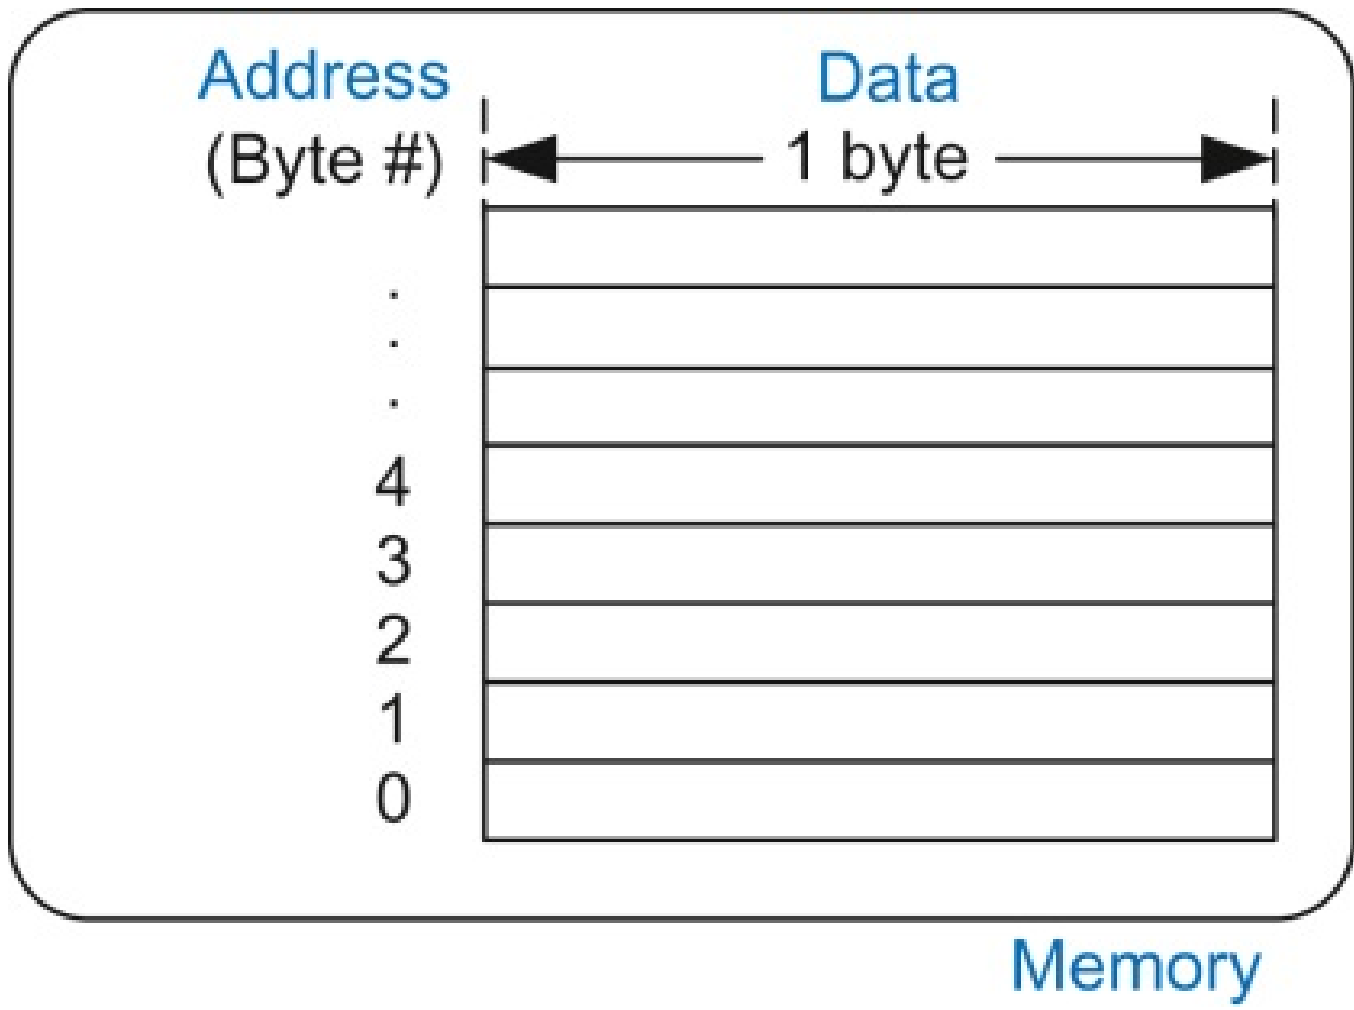 Address Data
(Byte #) 1 byte
.
.
.
4
3
2
1
0
Memory